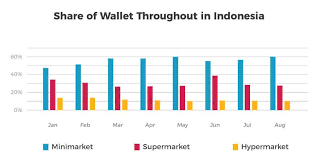 Share of Wallet Throughout in Indonesia
60%
40%
20%
0%
Jan Feb Mar Apr May Jun Jul Aug
Minimarket Supermarket Hypermarket